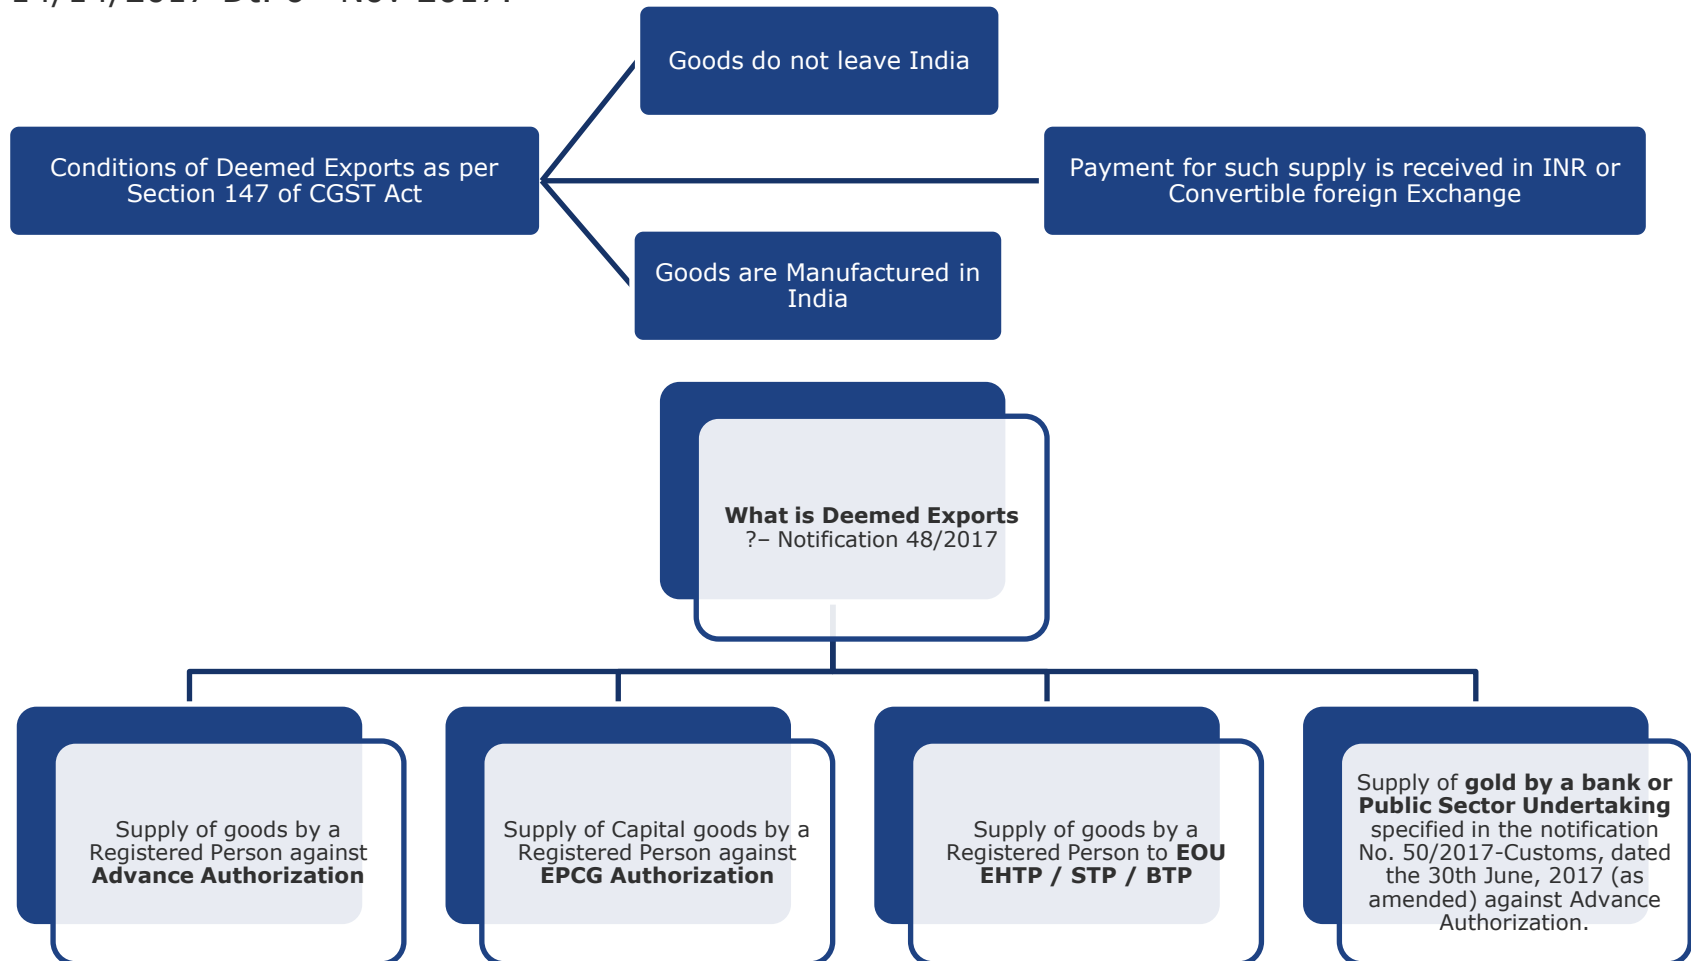 Goods do not leave India
Conditions of Deemed Exports as per
Section 147 of CGST Act
Payment for such supply is received in INR or
Convertible foreign Exchange
Goods are Manufactured in
India
What is Deemed Exports
?– Notification 48/2017
Supply of goods by a
Registered Person against
Advance Authorization
Supply of Capital goods by a
Registered Person against
EPCG Authorization
Supply of goods by a
Registered Person to EOU
EHTP / STP / BTP
Supply of gold by a bank or
Public Sector Undertaking
specified in the notification
No. 50/2017-Customs, dated
the 30th June, 2017 (as
amended) against Advance
Authorization.